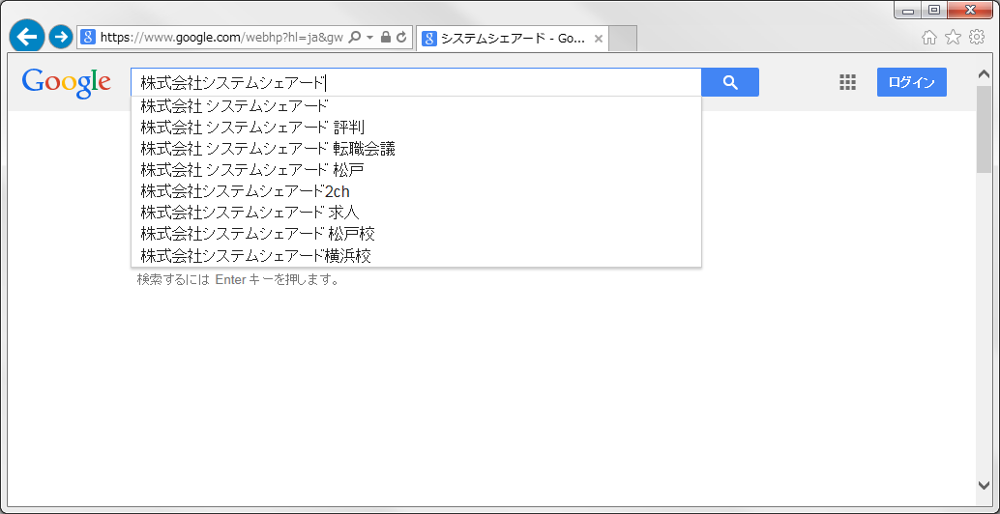 https://www.google.com/webhp?hl=ja&gw
システムシェアード - Go...
Google
株式会社システムシェアード
ログイン
株式会社 システムシェアード
株式会社 システムシェアード 評判
株式会社 システムシェアード 転職会議
株式会社 システムシェアード 松戸
株式会社システムシェアード2ch
株式会社システムシェアード 求人
株式会社システムシェアード 松戸校
株式会社システムシェアード横浜校
検索するには Enter キーを押します。